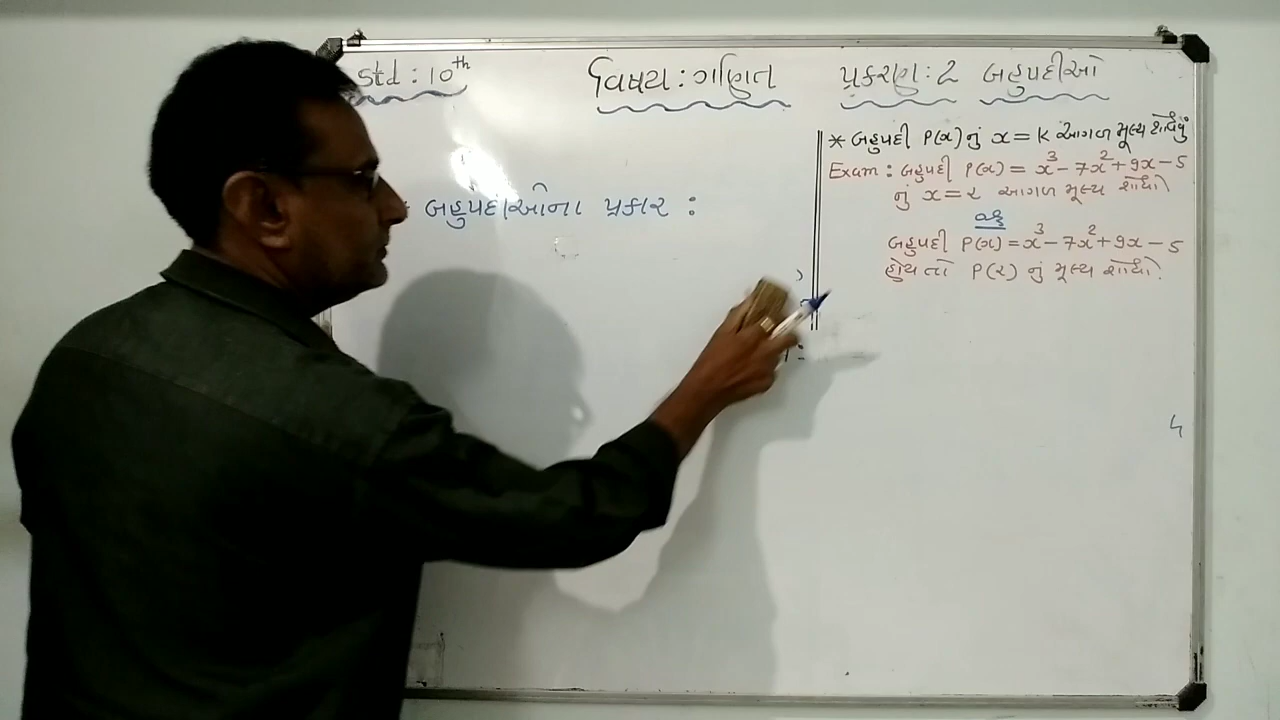 Std : 10th
વિષય : ગણિત
પ્રકરણ : 2 બહુપદીઓ
* બહુપદીઓના પ્રકાર :
* બહુપદી P(x) નું x = K આગળ મૂલ્ય શોધવું
Exam : બહુપદી P(x) = x³ - 7x² + 9x - 5
નું x = 2 આગળ મૂલ્ય શોધો
બહુપદી P(x) = x³ - 7x² + 9x - 5
હોય તો P(2) નું મૂલ્ય શોધો.